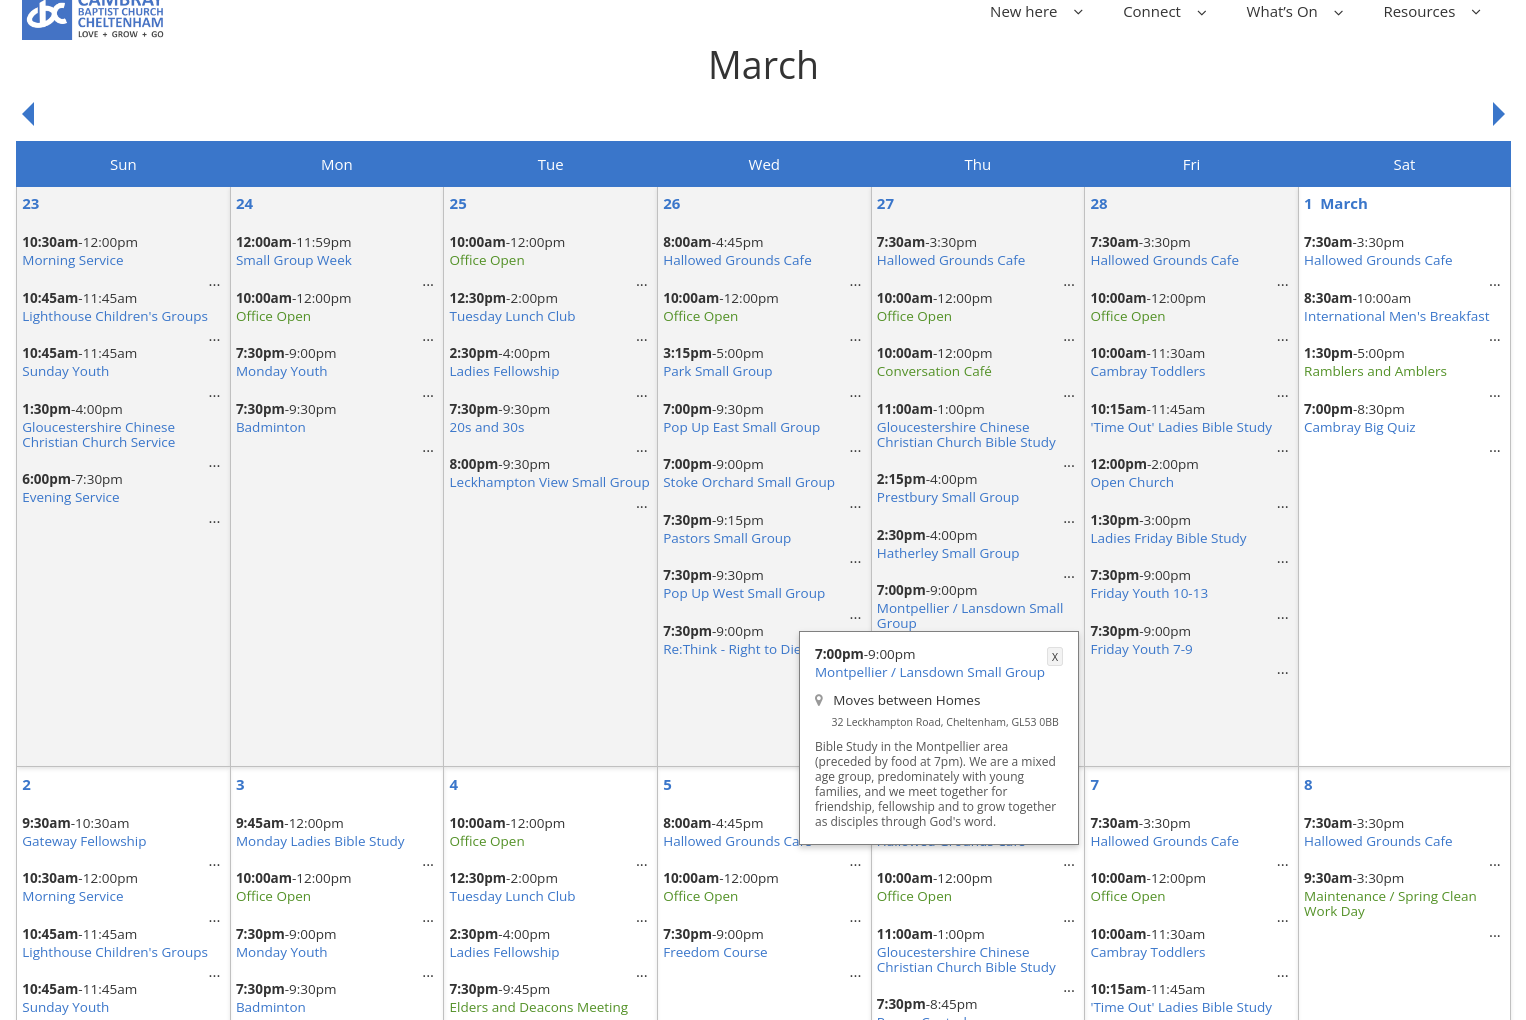 CAMBRAY
BAPTIST CHURCH
CHELTENHAM
LOVE + GROW + GO
New here
Connect
What's On
Resources
March
Sun
Mon
Tue
Wed
Thu
Fri
Sat
23
10:30am-12:00pm
Morning Service
...
10:45am-11:45am
Lighthouse Children's Groups
...
10:45am-11:45am
Sunday Youth
...
1:30pm-4:00pm
Gloucestershire Chinese
Christian Church Service
...
6:00pm-7:30pm
Evening Service
...
24
12:00am-11:59pm
Small Group Week
...
10:00am-12:00pm
Office Open
...
7:30pm-9:00pm
Monday Youth
...
7:30pm-9:30pm
Badminton
...
25
10:00am-12:00pm
Office Open
...
12:30pm-2:00pm
Tuesday Lunch Club
...
2:30pm-4:00pm
Ladies Fellowship
...
7:30pm-9:30pm
20s and 30s
...
8:00pm-9:30pm
Leckhampton View Small Group
...
26
8:00am-4:45pm
Hallowed Grounds Cafe
...
10:00am-12:00pm
Office Open
...
3:15pm-5:00pm
Park Small Group
...
7:00pm-9:30pm
Pop Up East Small Group
...
7:00pm-9:00pm
Stoke Orchard Small Group
...
7:30pm-9:15pm
Pastors Small Group
...
7:30pm-9:30pm
Pop Up West Small Group
...
7:30pm-9:00pm
Re:Think - Right to Die
27
7:30am-3:30pm
Hallowed Grounds Cafe
...
10:00am-12:00pm
Office Open
...
10:00am-12:00pm
Conversation Café
...
11:00am-1:00pm
Gloucestershire Chinese
Christian Church Bible Study
...
2:15pm-4:00pm
Prestbury Small Group
...
2:30pm-4:00pm
Hatherley Small Group
...
7:00pm-9:00pm
Montpellier / Lansdown Small
Group
7:00pm-9:00pm
X
Montpellier / Lansdown Small Group
Moves between Homes
32 Leckhampton Road, Cheltenham, GL53 0BB
Bible Study in the Montpellier area
(preceded by food at 7pm). We are a mixed
age group, predominately with young
families, and we meet together for
friendship, fellowship and to grow together
as disciples through God's word.
28
7:30am-3:30pm
Hallowed Grounds Cafe
...
10:00am-12:00pm
Office Open
...
10:00am-11:30am
Cambray Toddlers
...
10:15am-11:45am
'Time Out' Ladies Bible Study
...
12:00pm-2:00pm
Open Church
...
1:30pm-3:00pm
Ladies Friday Bible Study
...
7:30pm-9:00pm
Friday Youth 10-13
...
7:30pm-9:00pm
Friday Youth 7-9
...
1 March
7:30am-3:30pm
Hallowed Grounds Cafe
...
8:30am-10:00am
International Men's Breakfast
...
1:30pm-5:00pm
Ramblers and Amblers
...
7:00pm-8:30pm
Cambray Big Quiz
...
2
9:30am-10:30am
Gateway Fellowship
...
10:30am-12:00pm
Morning Service
...
10:45am-11:45am
Lighthouse Children's Groups
...
10:45am-11:45am
Sunday Youth
3
9:45am-12:00pm
Monday Ladies Bible Study
...
10:00am-12:00pm
Office Open
...
7:30pm-9:00pm
Monday Youth
...
7:30pm-9:30pm
Badminton
4
10:00am-12:00pm
Office Open
...
12:30pm-2:00pm
Tuesday Lunch Club
...
2:30pm-4:00pm
Ladies Fellowship
...
7:30pm-9:45pm
Elders and Deacons Meeting
5
8:00am-4:45pm
Hallowed Grounds Cafe
...
10:00am-12:00pm
Office Open
...
7:30pm-9:00pm
Freedom Course
...
Hallowed Grounds Cafe
...
10:00am-12:00pm
Office Open
...
11:00am-1:00pm
Gloucestershire Chinese
Christian Church Bible Study
...
7:30pm-8:45pm
7
7:30am-3:30pm
Hallowed Grounds Cafe
...
10:00am-12:00pm
Office Open
...
10:00am-11:30am
Cambray Toddlers
...
10:15am-11:45am
'Time Out' Ladies Bible Study
8
7:30am-3:30pm
Hallowed Grounds Cafe
...
9:30am-3:30pm
Maintenance / Spring Clean
Work Day
...